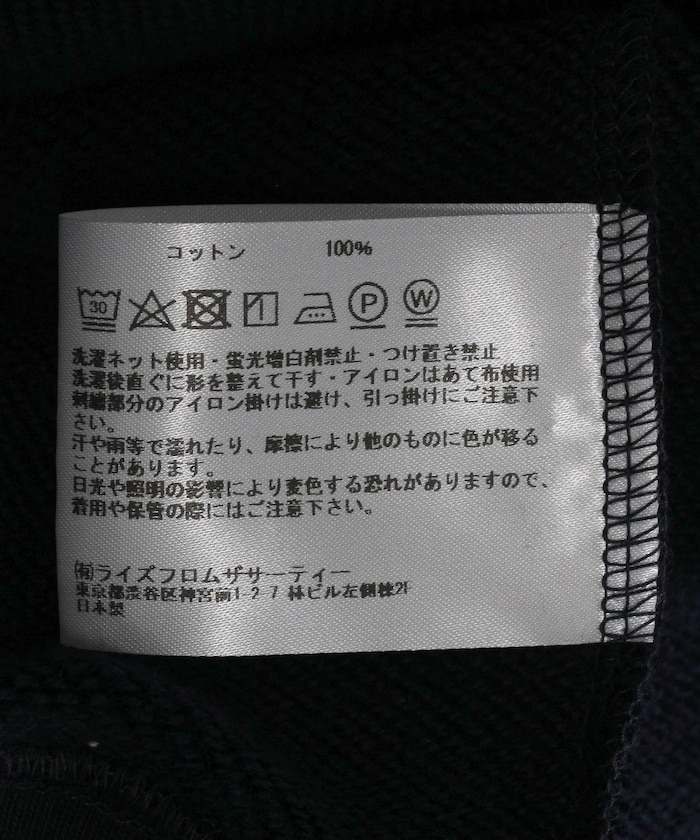 コットン 100%
30 1 P W
洗濯ネット使用・蛍光増白剤禁止・つけ置き禁止
洗濯後直ぐに形を整えて干す・アイロンはあて布使用
刺繍部分のアイロン掛けは避け、引っ掛けにご注意下
さい。
汗や雨等で濡れたり、摩擦により他のものに色が移る
ことがあります。
日光や照明の影響により変色する恐れがありますので、
着用や保管の際にはご注意下さい。
㈲ライズフロムザサーティー
東京都渋谷区神宮前1-2-7 林ビル左側棟2F
日本製